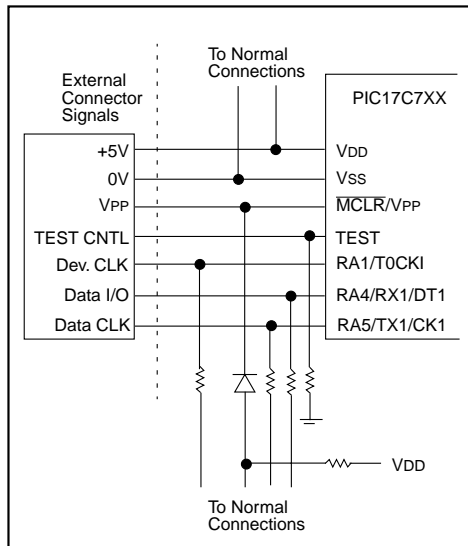 To Normal
Connections
External
Connector
Signals
PIC17C7XX
+5V
VDD
0V
VSS
VPP
MCLR/VPP
TEST CNTL
TEST
Dev. CLK
RA1/T0CKI
Data I/O
RA4/RX1/DT1
Data CLK
RA5/TX1/CK1
VDD
To Normal
Connections